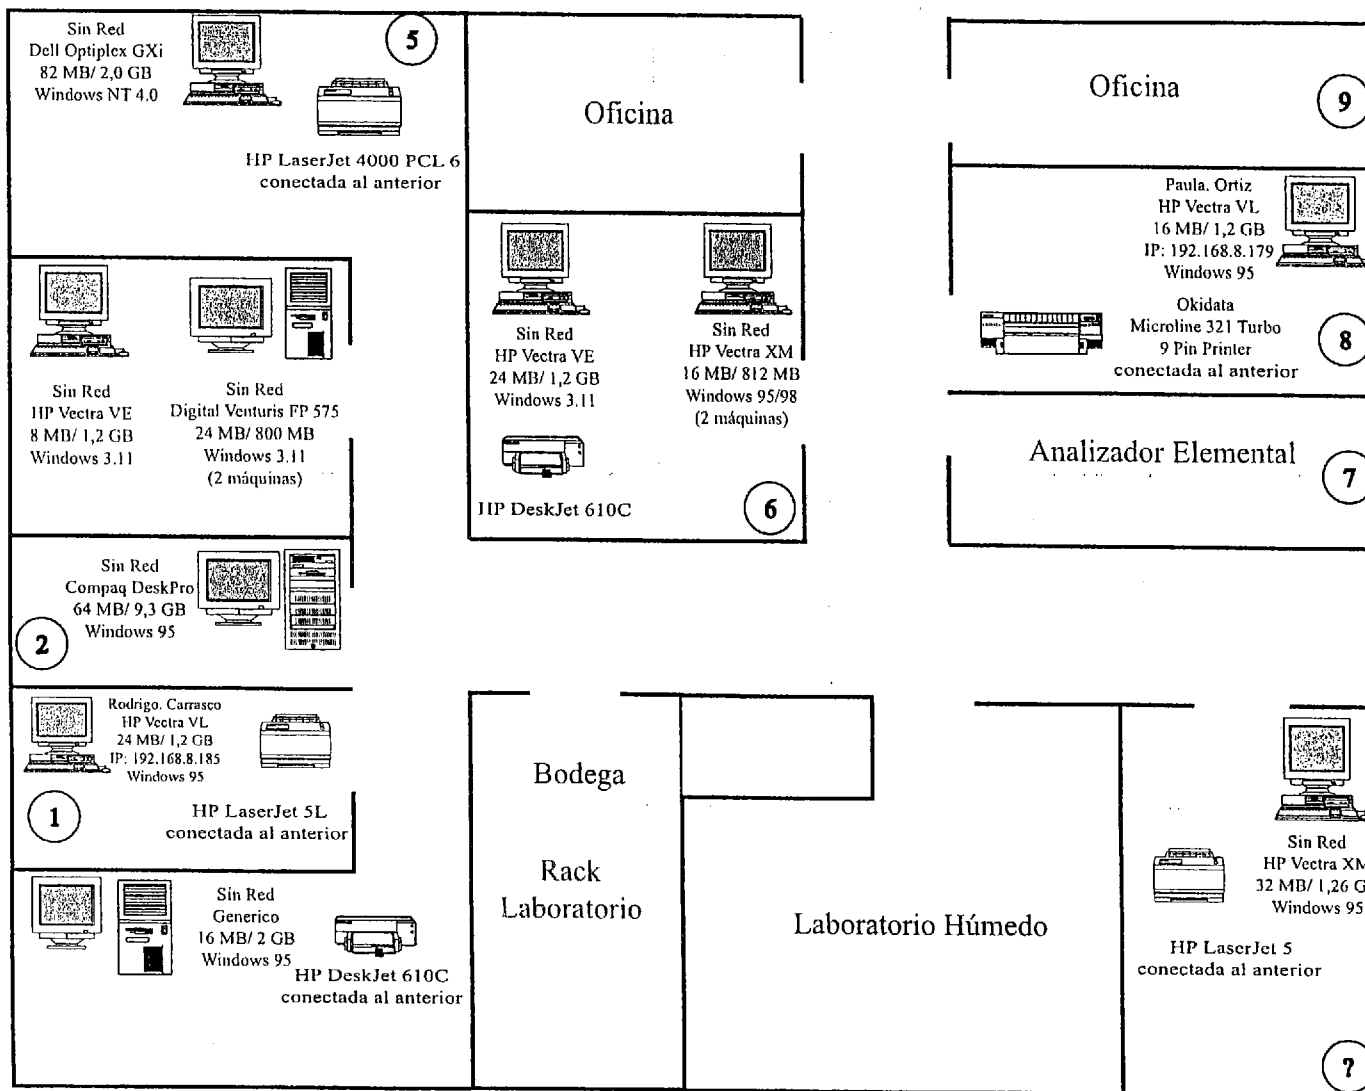 Sin Red
Dell Optiplex GXi
82 MB/ 2,0 GB
Windows NT 4.0
5
HP LaserJet 4000 PCL 6
conectada al anterior
Oficina
Oficina
9
Paula. Ortiz
HP Vectra VL
16 MB/ 1,2 GB
IP: 192.168.8.179
Windows 95
Okidata
Microline 321 Turbo
9 Pin Printer
conectada al anterior
8
Sin Red
HP Vectra VE
8 MB/ 1,2 GB
Windows 3.11
Sin Red
Digital Venturis FP 575
24 MB/ 800 MB
Windows 3.11
(2 máquinas)
Sin Red
HP Vectra VE
24 MB/ 1,2 GB
Windows 3.11
Sin Red
HP Vectra XM
16 MB/ 812 MB
Windows 95/98
(2 máquinas)
HP DeskJet 610C
6
Analizador Elemental
7
Sin Red
Compaq DeskPro
64 MB/ 9,3 GB
Windows 95
2
Rodrigo. Carrasco
HP Vectra VL
24 MB/ 1,2 GB
IP: 192.168.8.185
Windows 95
1
HP LaserJet 5L
conectada al anterior
Sin Red
Generico
16 MB/ 2 GB
Windows 95
HP DeskJet 610C
conectada al anterior
Bodega
Rack
Laboratorio
Laboratorio Húmedo
Sin Red
HP Vectra XM
32 MB/ 1,26 G
Windows 95
HP LaserJet 5
conectada al anterior
?